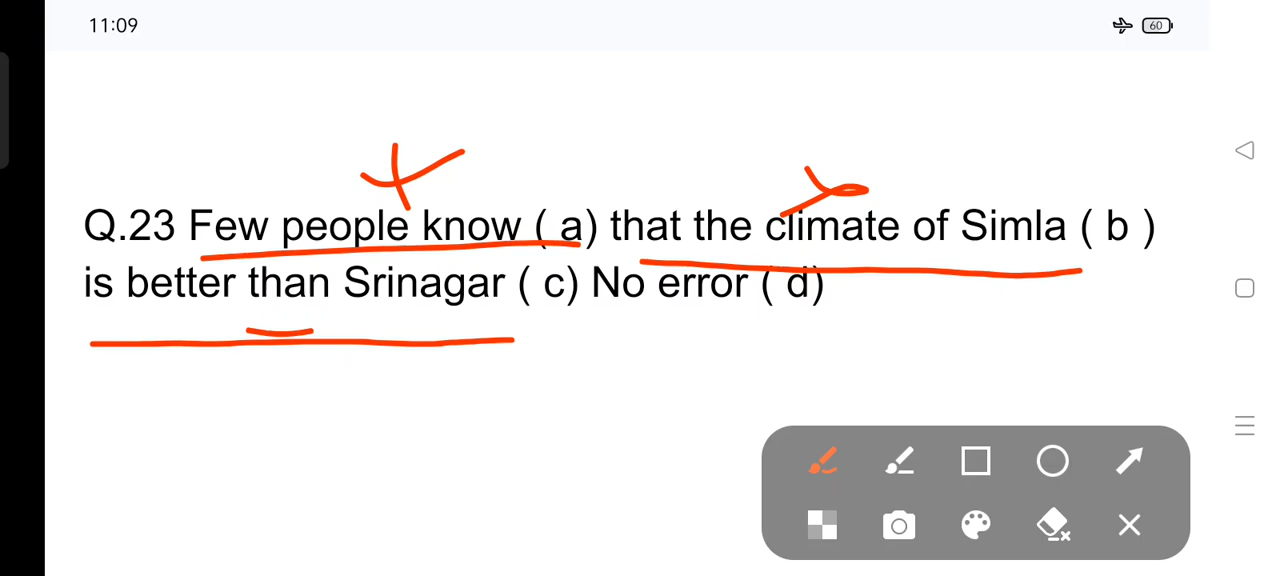 11:09
60
Q.23 Few people know ( a) that the climate of Simla ( b )
is better than Srinagar ( c) No error ( d)